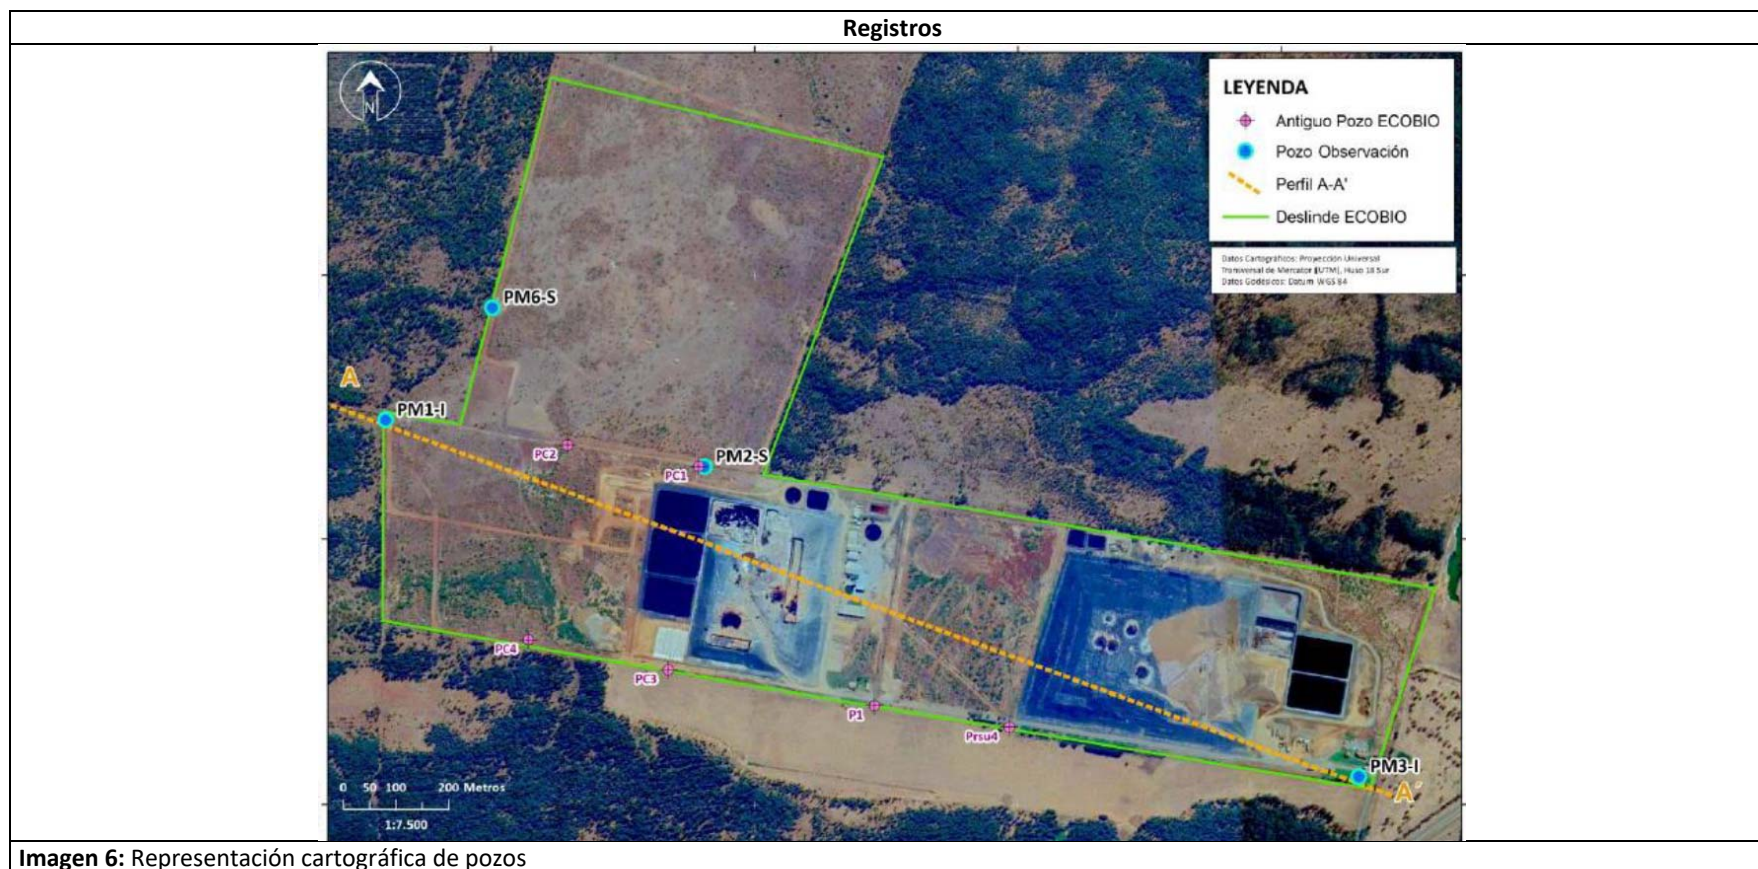 Registros
N
LEYENDA
Antiguo Pozo ECOBIO
Pozo Observación
Perfil A-A'
Deslinde ECOBIO
Datos Cartográficos: Proyección Universal
Transversal de Mercator (UTM), Huso 18 Sur
Datos Geodésicos: Datum WGS 84
PM6-S
A
PM1-I
PC2
PM2-S
PC1
PC4
PC3
P1
Prsu4
PM3-I
A´
0 50 100 200 Metros
1:7.500
Imagen 6: Representación cartográfica de pozos